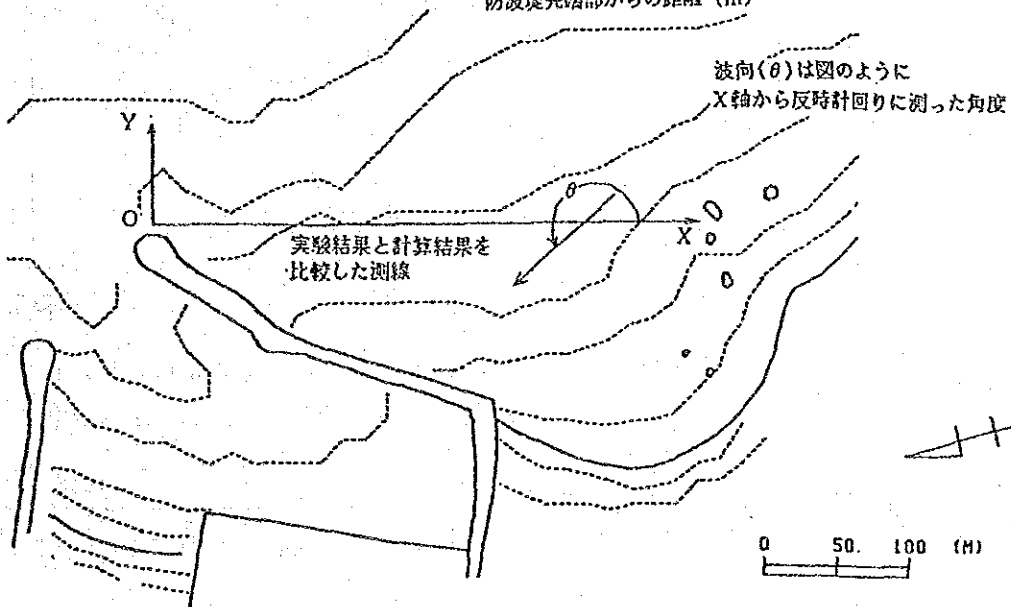 防波堤先端部からの距離 (m)
波向(θ)は図のように
X軸から反時計回りに測った角度
Y
θ
O
X
実験結果と計算結果を
比較した測線
0 50. 100 (M)